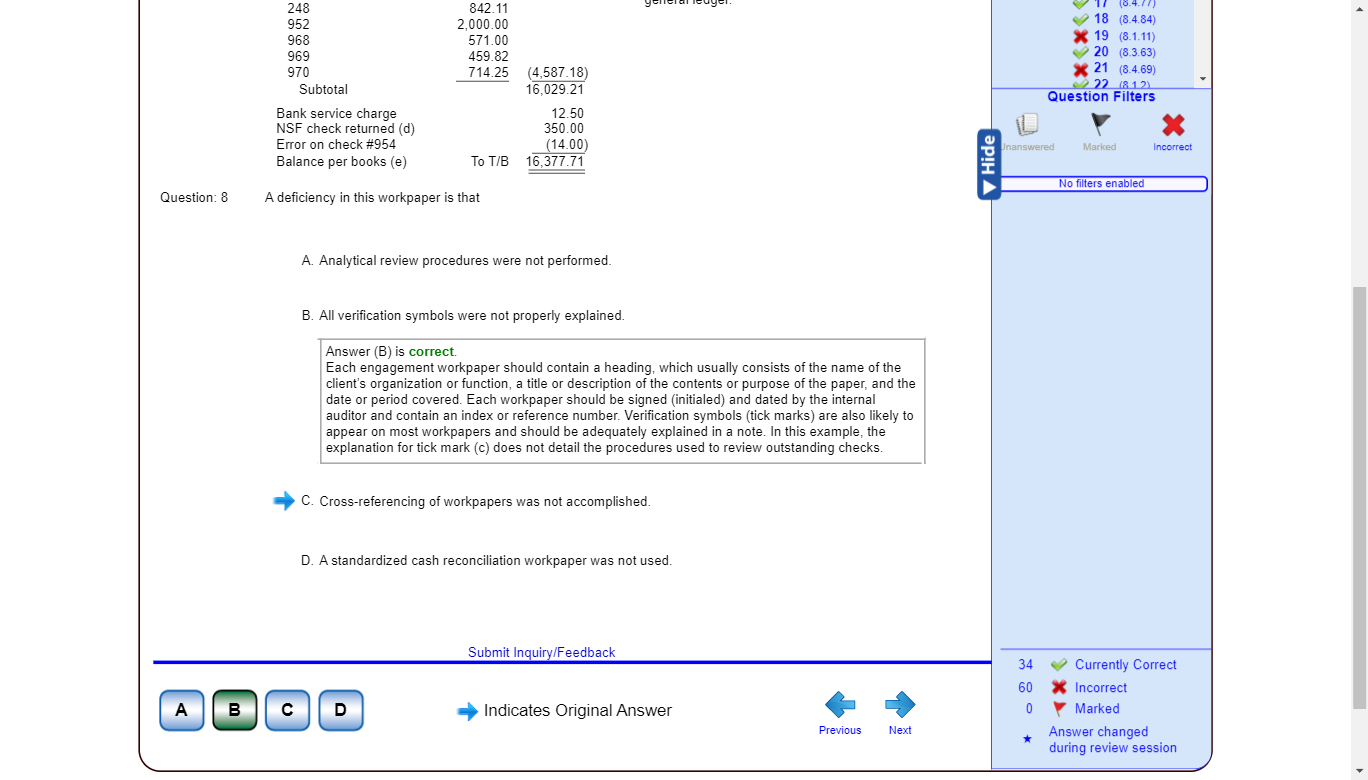 248 842.11 general ledger.
952 2,000.00
968 571.00
969 459.82
970 714.25 (4,587.18)
Subtotal 16,029.21
Bank service charge 12.50
NSF check returned (d) 350.00
Error on check #954 (14.00)
Balance per books (e) To T/B 16,377.71
Question: 8 A deficiency in this workpaper is that
A. Analytical review procedures were not performed.
B. All verification symbols were not properly explained.
Answer (B) is correct.
Each engagement workpaper should contain a heading, which usually consists of the name of the
client's organization or function, a title or description of the contents or purpose of the paper, and the
date or period covered. Each workpaper should be signed (initialed) and dated by the internal
auditor and contain an index or reference number. Verification symbols (tick marks) are also likely to
appear on most workpapers and should be adequately explained in a note. In this example, the
explanation for tick mark (c) does not detail the procedures used to review outstanding checks.
C. Cross-referencing of workpapers was not accomplished.
D. A standardized cash reconciliation workpaper was not used.
Submit Inquiry/Feedback
A B C D
Indicates Original Answer
Previous Next
17 (8.4.77)
18 (8.4.84)
19 (8.1.11)
20 (8.3.63)
21 (8.4.69)
22 (8.1.2)
Question Filters
Unanswered Marked Incorrect
Hide
No filters enabled
34 Currently Correct
60 Incorrect
0 Marked
Answer changed
during review session